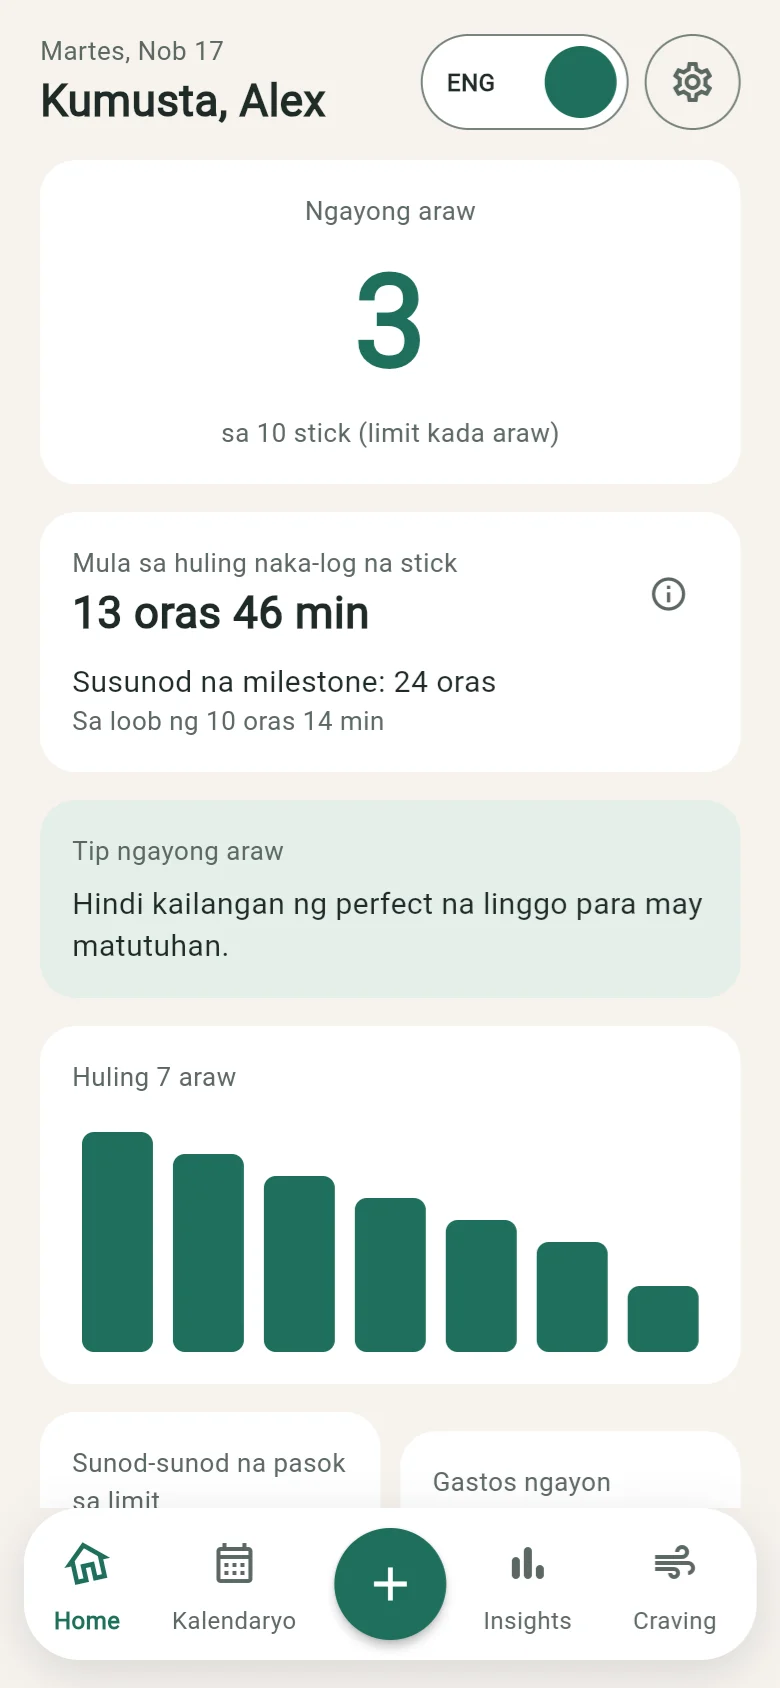 Martes, Nob 17
Kumusta, Alex
ENG
Ngayong araw
3
sa 10 stick (limit kada araw)
Mula sa huling naka-log na stick
13 oras 46 min
Susunod na milestone: 24 oras
Sa loob ng 10 oras 14 min
Tip ngayong araw
Hindi kailangan ng perfect na linggo para may
matutuhan.
Huling 7 araw
Sunod-sunod na pasok
sa limit
Gastos ngayon
Home
Kalendaryo
Insights
Craving